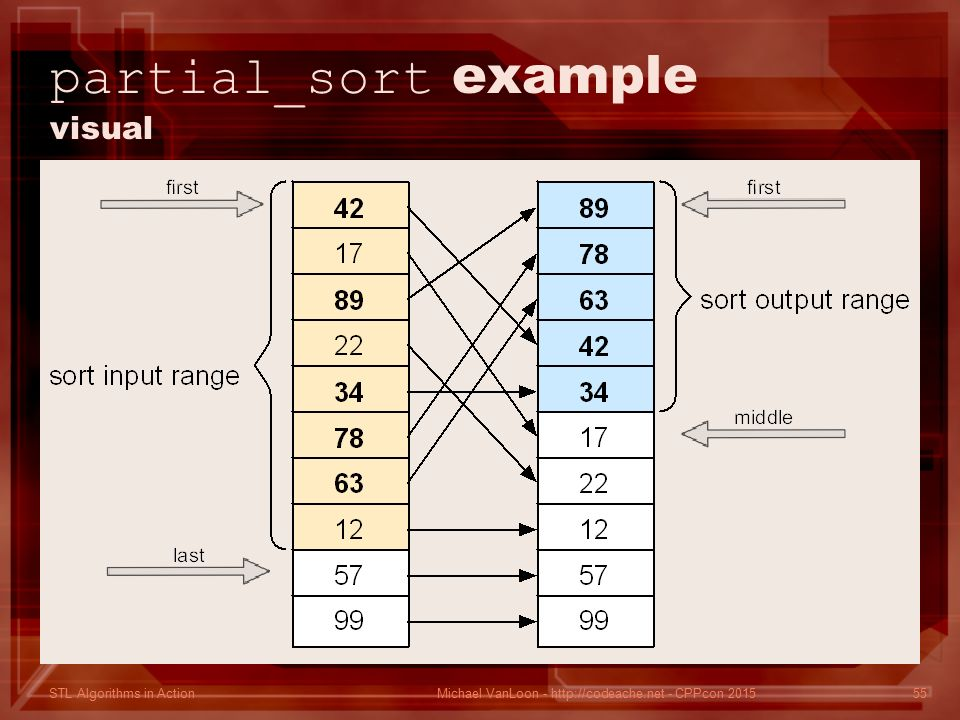 partial_sort example
visual
first
first
42
17
89
22
34
78
63
12
57
99
89
78
63
42
34
17
22
12
57
99
sort input range
sort output range
middle
last
STL Algorithms in Action
Michael VanLoon - http://codeache.net - CPPcon 2015
55